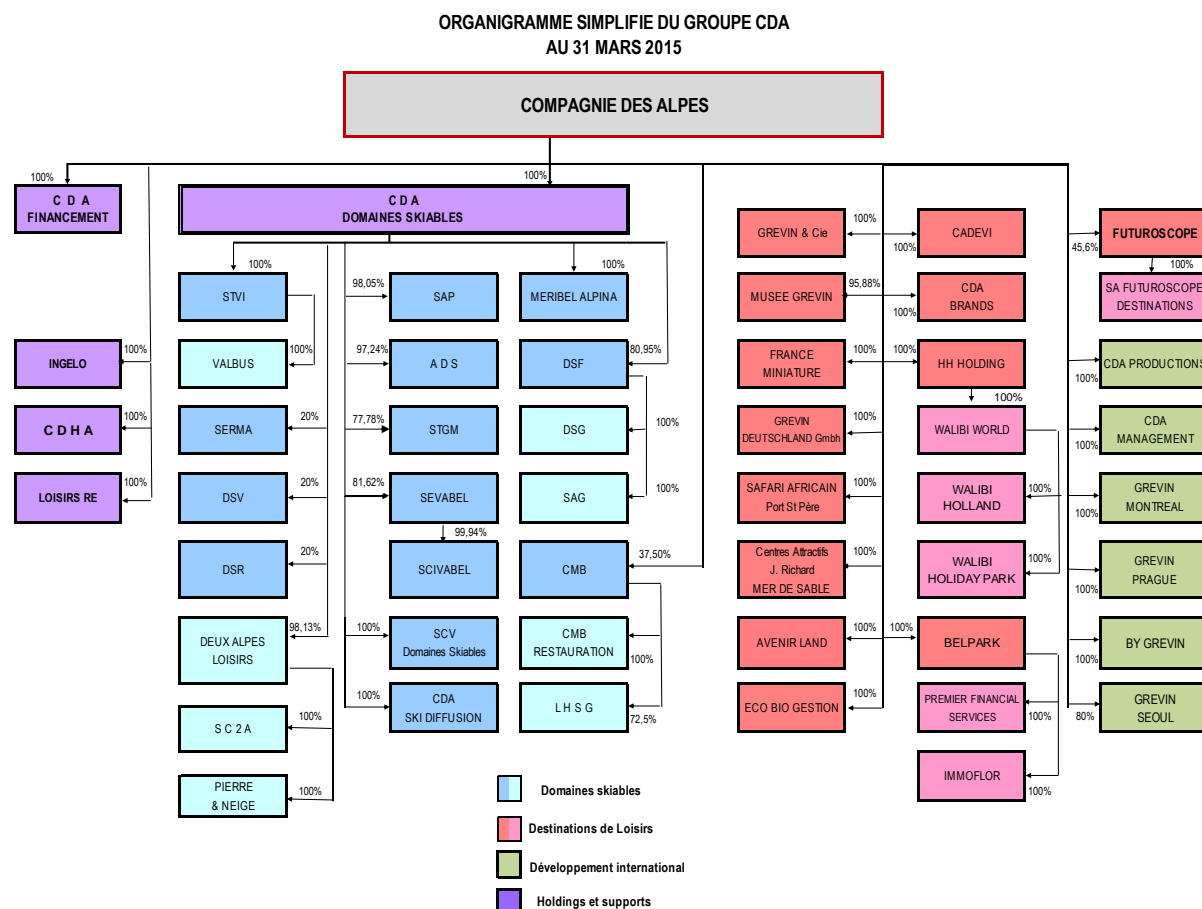 ORGANIGRAMME SIMPLIFIE DU GROUPE CDA
AU 31 MARS 2015
COMPAGNIE DES ALPES
100%
C D A
FINANCEMENT
100%
C D A
DOMAINES SKIABLES
100%
INGELO
100%
C D H A
100%
LOISIRS RE
100%
STVI
100%
VALBUS
20%
SERMA
20%
DSV
20%
DSR
98,13%
DEUX ALPES
LOISIRS
100%
S C 2 A
100%
PIERRE
& NEIGE
98,05%
SAP
97,24%
A D S
77,78%
STGM
81,62%
SEVABEL
99,94%
SCIVABEL
100%
SCV
Domaines Skiables
100%
CDA
SKI DIFFUSION
100%
MERIBEL ALPINA
80,95%
DSF
100%
DSG
100%
SAG
37,50%
CMB
CMB
RESTAURATION
100%
L H S G
72,5%
GREVIN & Cie
100%
MUSEE GREVIN
95,88%
FRANCE
MINIATURE
100%
GREVIN
DEUTSCHLAND Gmbh
100%
SAFARI AFRICAIN
Port St Père
100%
Centres Attractifs
J. Richard
MER DE SABLE
100%
AVENIR LAND
100%
ECO BIO GESTION
100%
CADEVI
100%
CDA
BRANDS
100%
HH HOLDING
100%
100%
WALIBI WORLD
WALIBI
HOLLAND
100%
WALIBI
HOLIDAY PARK
100%
BELPARK
100%
PREMIER FINANCIAL
SERVICES
100%
IMMOFLOR
100%
FUTUROSCOPE
45,6%
100%
SA FUTUROSCOPE
DESTINATIONS
CDA PRODUCTIONS
100%
CDA
MANAGEMENT
100%
GREVIN
MONTREAL
100%
GREVIN
PRAGUE
100%
BY GREVIN
100%
GREVIN
SEOUL
80%
Domaines skiables
Destinations de Loisirs
Développement international
Holdings et supports